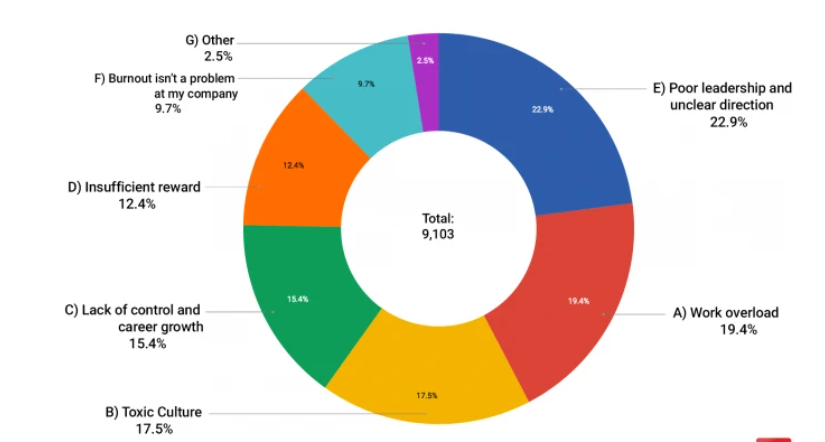 G) Other
2.5%
F) Burnout isn't a problem
at my company
9.7%
D) Insufficient reward
12.4%
C) Lack of control and
career growth
15.4%
B) Toxic Culture
17.5%
E) Poor leadership and
unclear direction
22.9%
A) Work overload
19.4%
2.5%
9.7%
22.9%
12.4%
Total:
9,103
15.4%
19.4%
17.5%